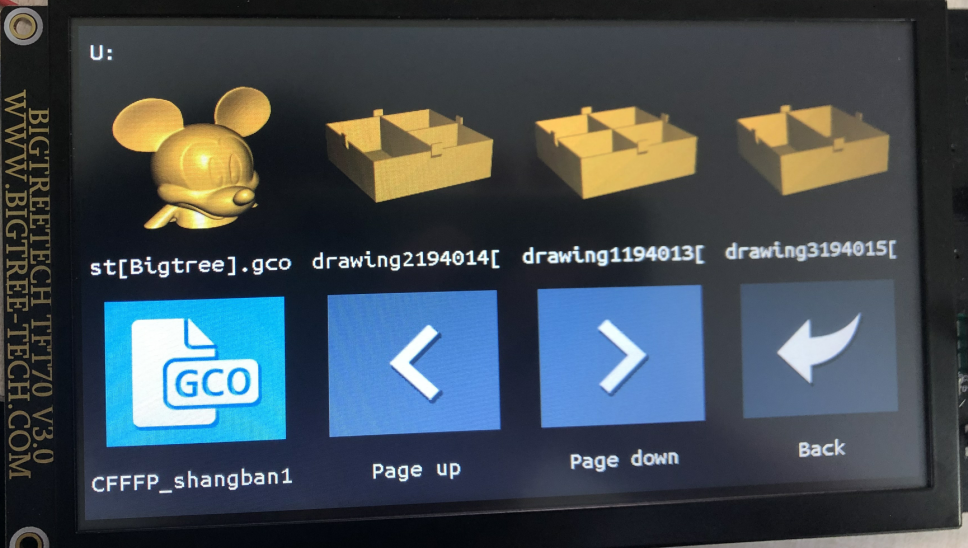 U:
st[Bigtree].gco
drawing2194014[
drawing1194013[
drawing3194015[
GCO
CFFFP_shangban1
Page up
Page down
Back
BIGTREETECH TFT70 V3.0
WWW.BIGTREE-TECH.COM